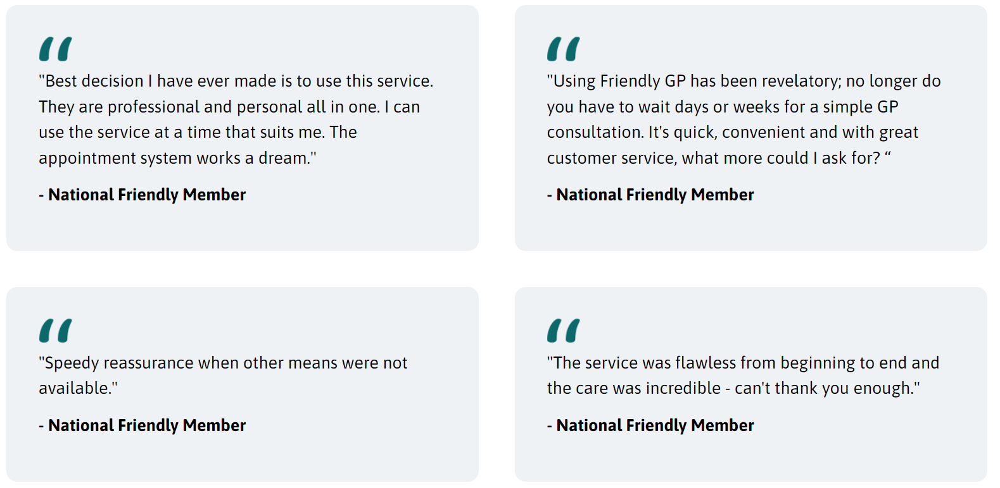 "Best decision I have ever made is to use this service.
They are professional and personal all in one. I can
use the service at a time that suits me. The
appointment system works a dream."
- National Friendly Member
"Using Friendly GP has been revelatory; no longer do
you have to wait days or weeks for a simple GP
consultation. It's quick, convenient and with great
customer service, what more could I ask for? “
- National Friendly Member
"Speedy reassurance when other means were not
available."
- National Friendly Member
"The service was flawless from beginning to end and
the care was incredible - can't thank you enough."
- National Friendly Member